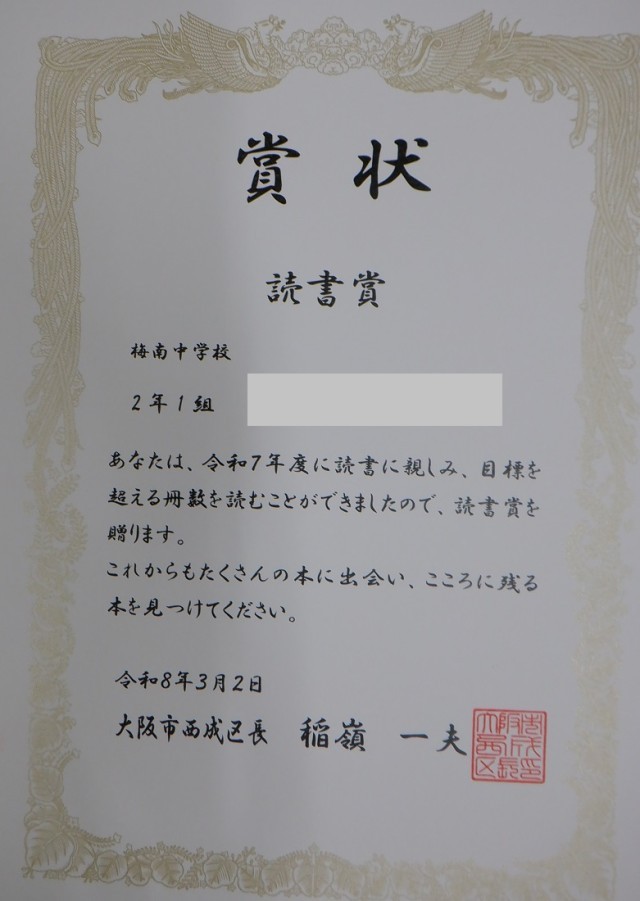 賞状
読書賞
梅南中学校
2年1組
あなたは、令和7年度に読書に親しみ、目標を
超える冊数を読むことができましたので、読書賞を
贈ります。
これからもたくさんの本に出会い、こころに残る
本を見つけてください。
令和8年3月2日
大阪市西成区長 稲嶺 一夫